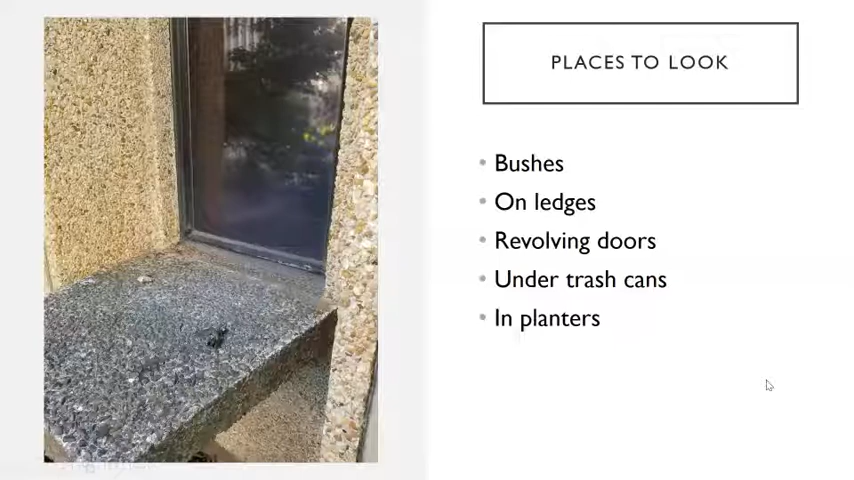 PLACES TO LOOK
Bushes
On ledges
Revolving doors
Under trash cans
In planters